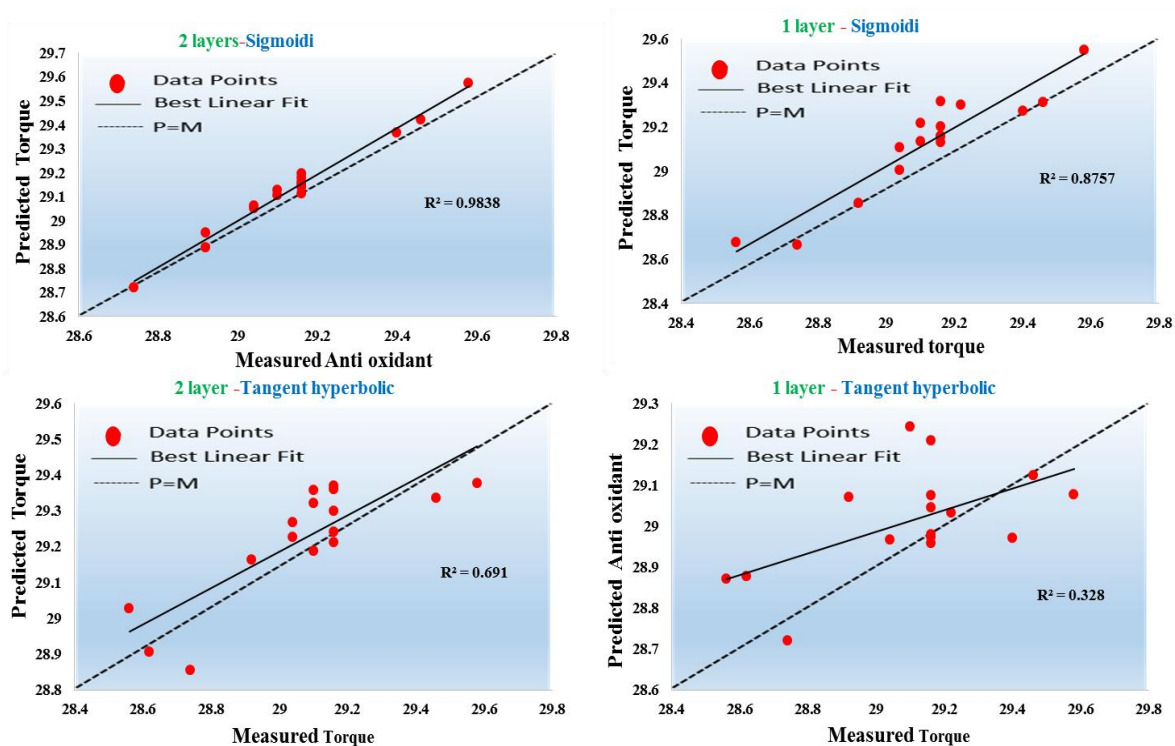 2 layers-Sigmoidi
29.7
29.6
29.5
29.4
29.3
29.2
29.1
29
28.9
28.8
28.7
28.6
Predicted Torque
Data Points
Best Linear Fit
P=M
R² = 0.9838
28.6 28.8 29 29.2 29.4 29.6 29.8
Measured Anti oxidant
1 layer - Sigmoidi
29.6
29.4
29.2
29
28.8
28.6
28.4
Predicted Torque
Data Points
Best Linear Fit
P=M
R² = 0.8757
28.4 28.6 28.8 29 29.2 29.4 29.6 29.8
Measured torque
2 layer -Tangent hyperbolic
29.6
29.5
29.4
29.3
29.2
29.1
29
28.9
28.8
Predicted Torque
Data Points
Best Linear Fit
P=M
R² = 0.691
28.4 28.6 28.8 29 29.2 29.4 29.6 29.8
Measured Torque
1 layer - Tangent hyperbolic
29.3
29.2
29.1
29
28.9
28.8
28.7
28.6
Predicted Anti oxidant
Data Points
Best Linear Fit
P=M
R² = 0.328
28.4 28.6 28.8 29 29.2 29.4 29.6 29.8
Measured Torque